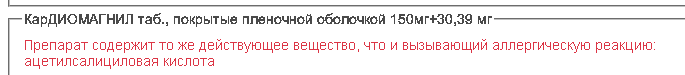 КарДИОМАГНИЛ таб., покрытые пленочной оболочкой 150мг+30,39 мг
Препарат содержит то же действующее вещество, что и вызывающий аллергическую реакцию:
ацетилсалициловая кислота